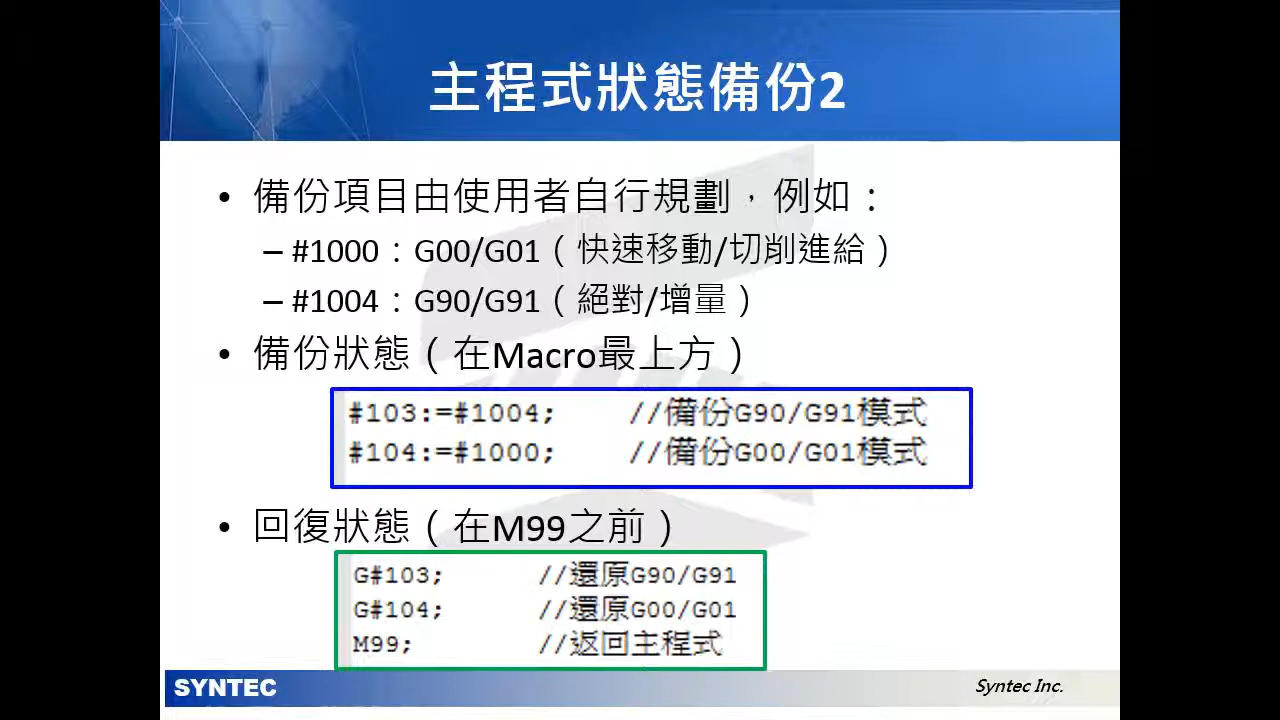 主程式狀態備份2
• 備份項目由使用者自行規劃，例如：
– #1000：G00/G01（快速移動/切削進給）
– #1004：G90/G91（絕對/增量）
• 備份狀態（在Macro最上方）
#103:=#1004; //備份G90/G91模式
#104:=#1000; //備份G00/G01模式
• 回復狀態（在M99之前）
G#103; //還原G90/G91
G#104; //還原G00/G01
M99; //返回主程式
SYNTEC
Syntec Inc.